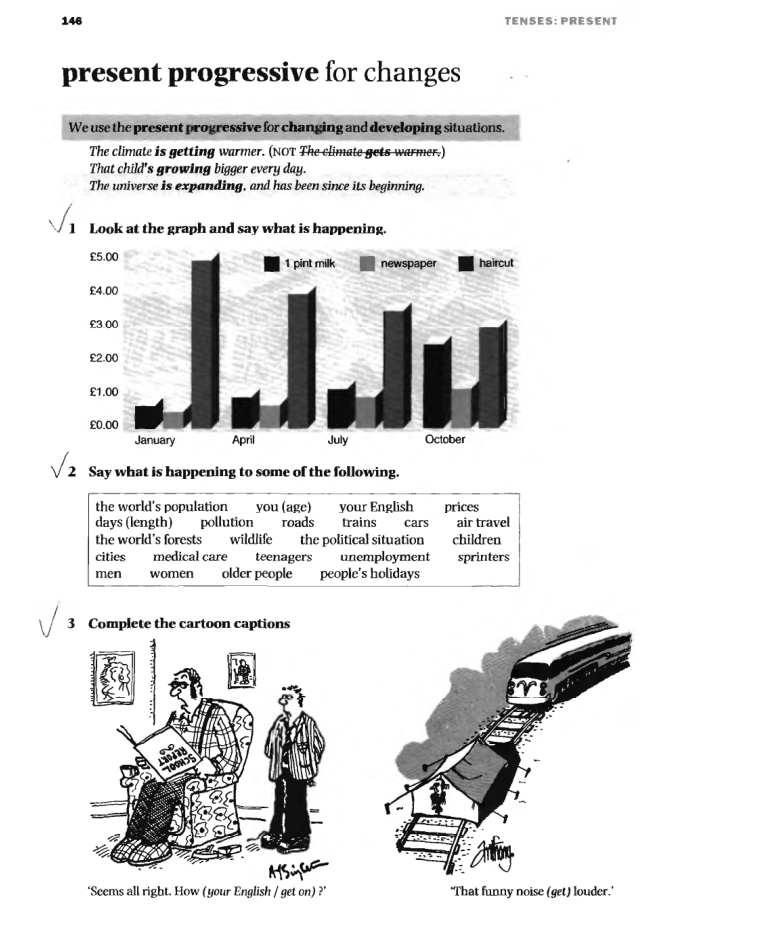 146
TENSES: PRESENT
present progressive for changes
We use the present progressive for changing and developing situations.
The climate is getting warmer. (NOT The climate gets warmer.)
That child's growing bigger every day.
The universe is expanding, and has been since its beginning.
1 Look at the graph and say what is happening.
£5.00
1 pint milk newspaper haircut
£4.00
£3.00
£2.00
£1.00
£0.00
January April July October
2 Say what is happening to some of the following.
the world's population you (age) your English prices
days (length) pollution roads trains cars air travel
the world's forests wildlife the political situation children
cities medical care teenagers unemployment sprinters
men women older people people's holidays
3 Complete the cartoon captions
SCHOOL
REPORT
Anthony
'Seems all right. How (your English / get on) ?'
'That funny noise (get) louder.'